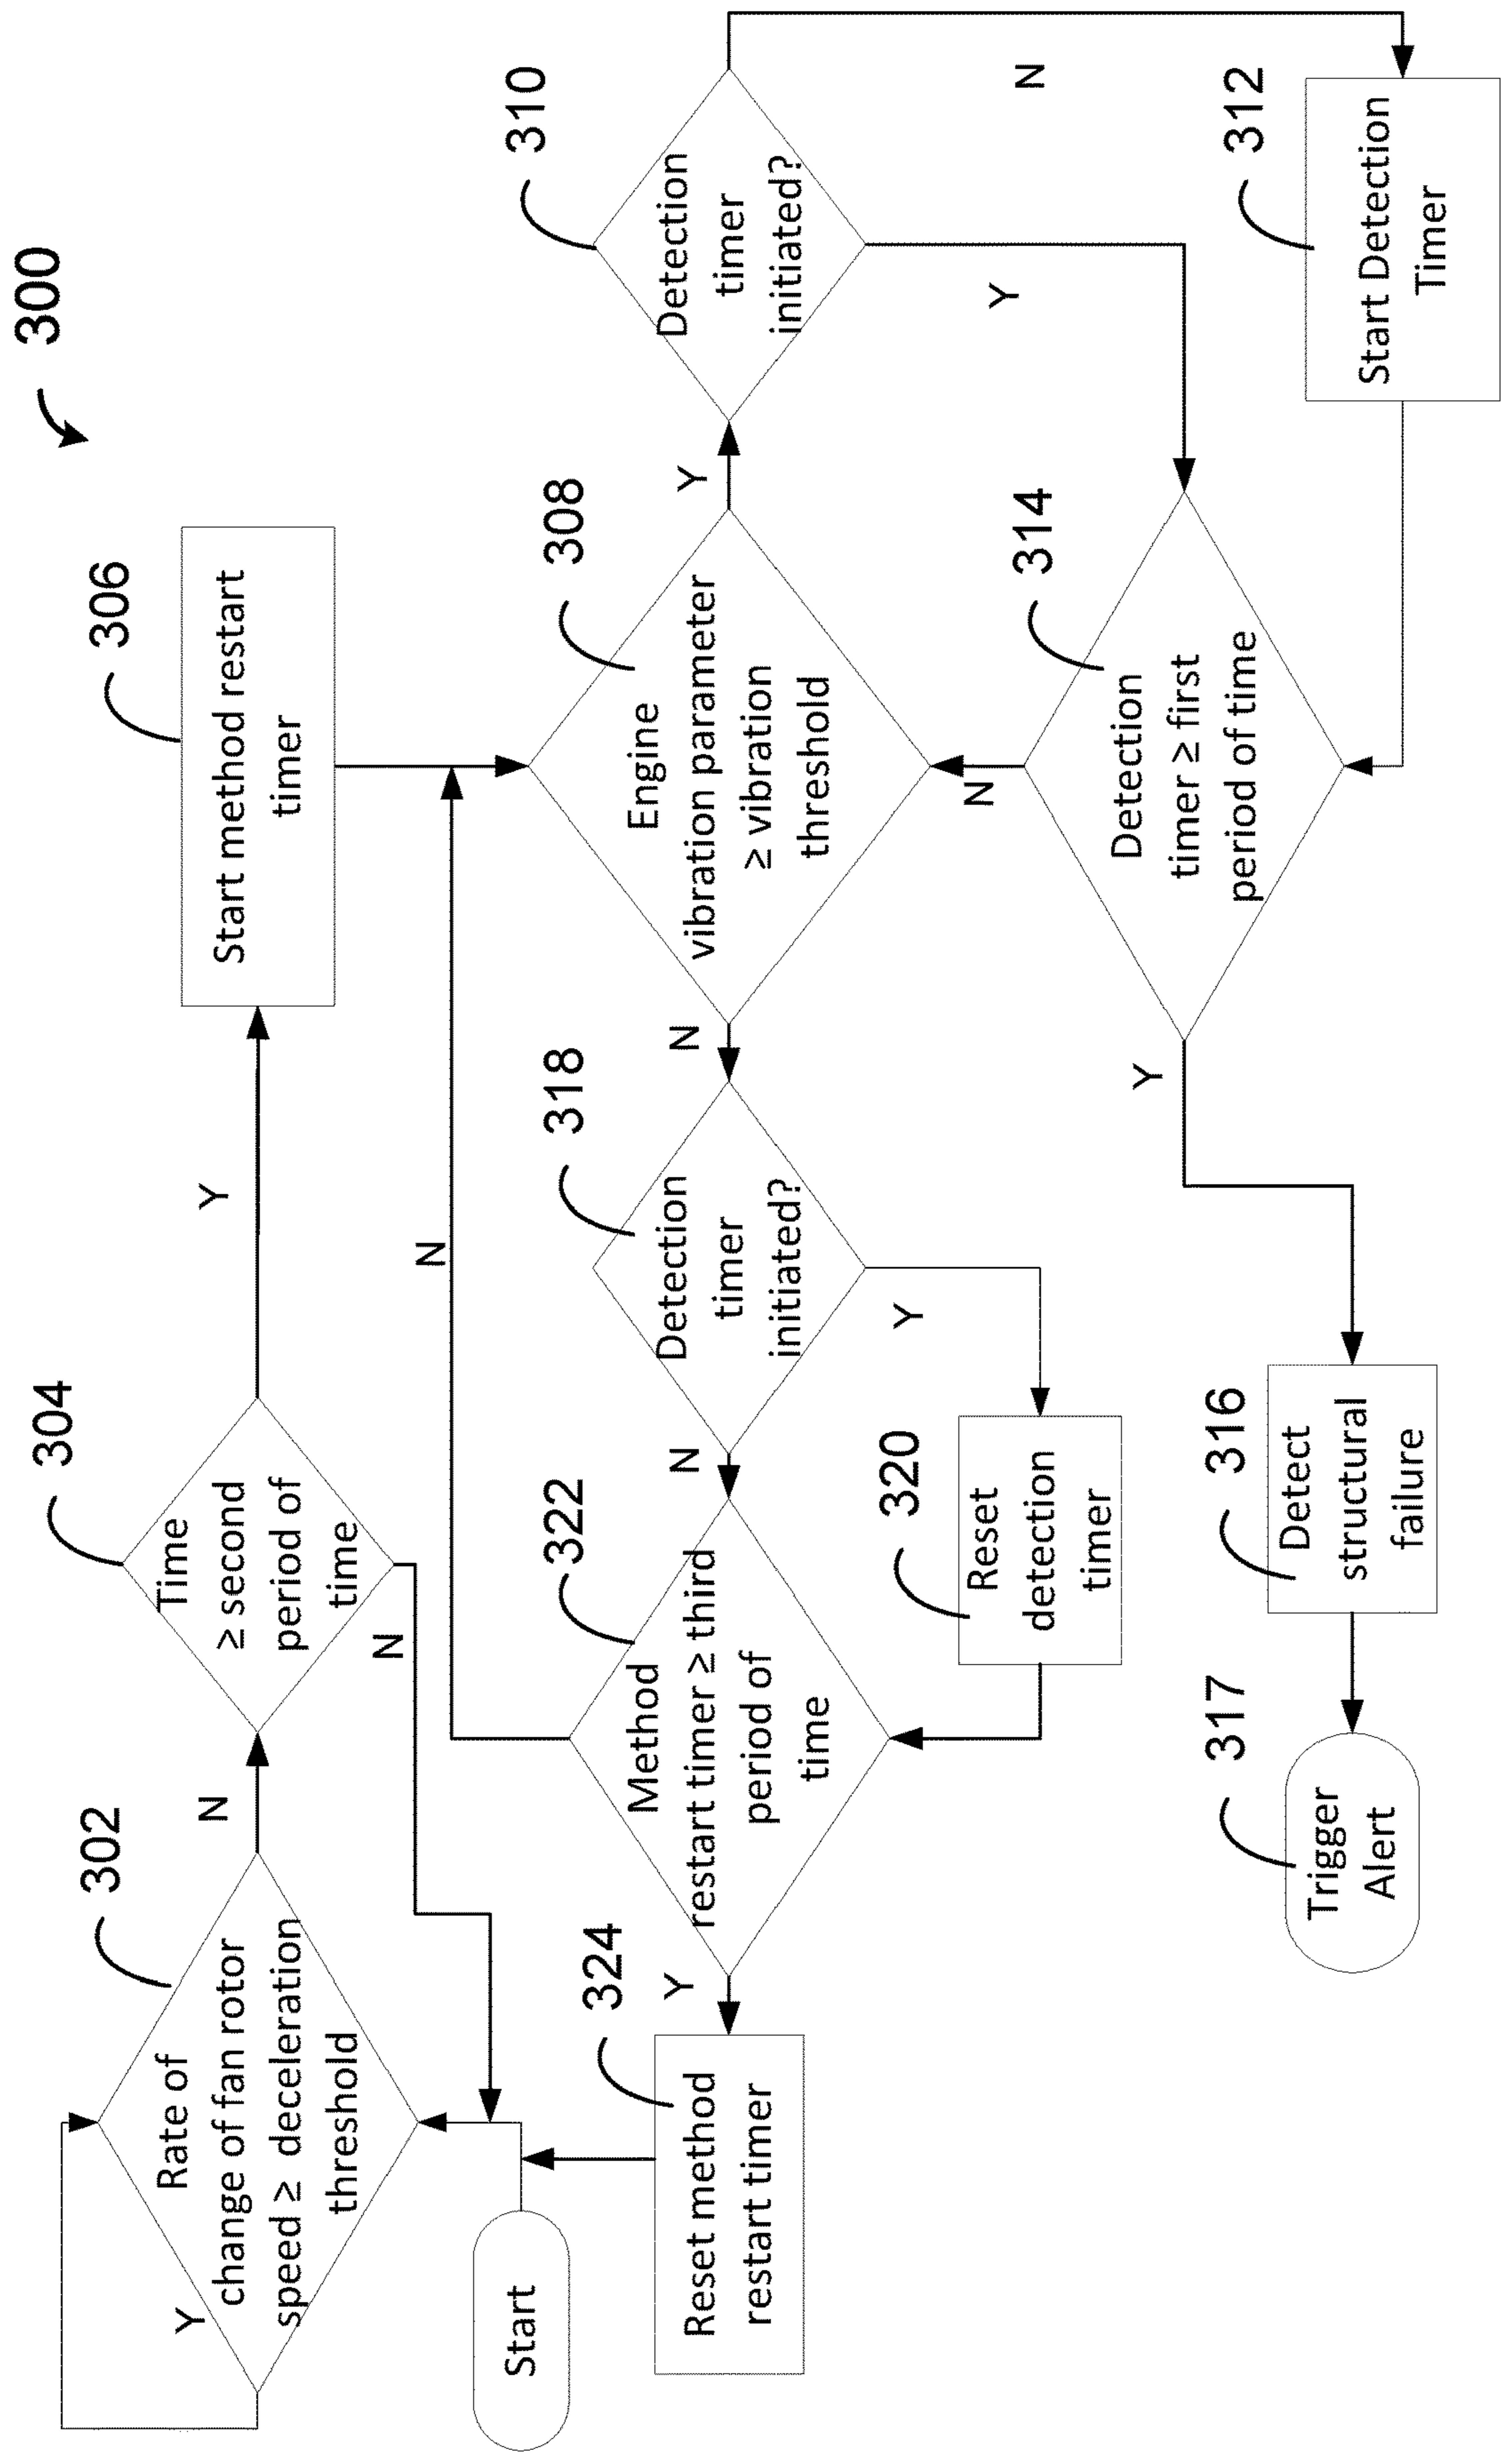 300
302
Rate of
change of fan rotor
speed ≥ deceleration
threshold
Y
N
304
Time
≥ second
period of
time
Y
N
306
Start method restart
timer
Start
N
324
Reset method
restart timer
Y
322
Method
restart timer ≥ third
period of
time
N
318
Detection
timer
initiated?
N
308
Engine
vibration parameter
≥ vibration
threshold
Y
310
Detection
timer
initiated?
N
Y
Y
320
Reset
detection
timer
N
314
Detection
timer ≥ first
period of time
Y
312
Start Detection
Timer
317
Trigger
Alert
316
Detect
structural
failure